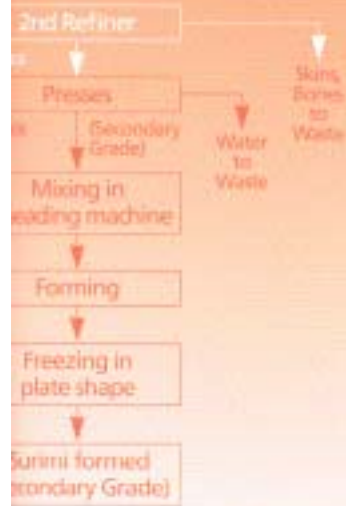 2nd Refiner
Presses
Skins,
Bones
to
Waste
(Secondary
Grade)
Water
to
Waste
Mixing in
eading machine
Forming
Freezing in
plate shape
Surimi formed
econdary Grade)